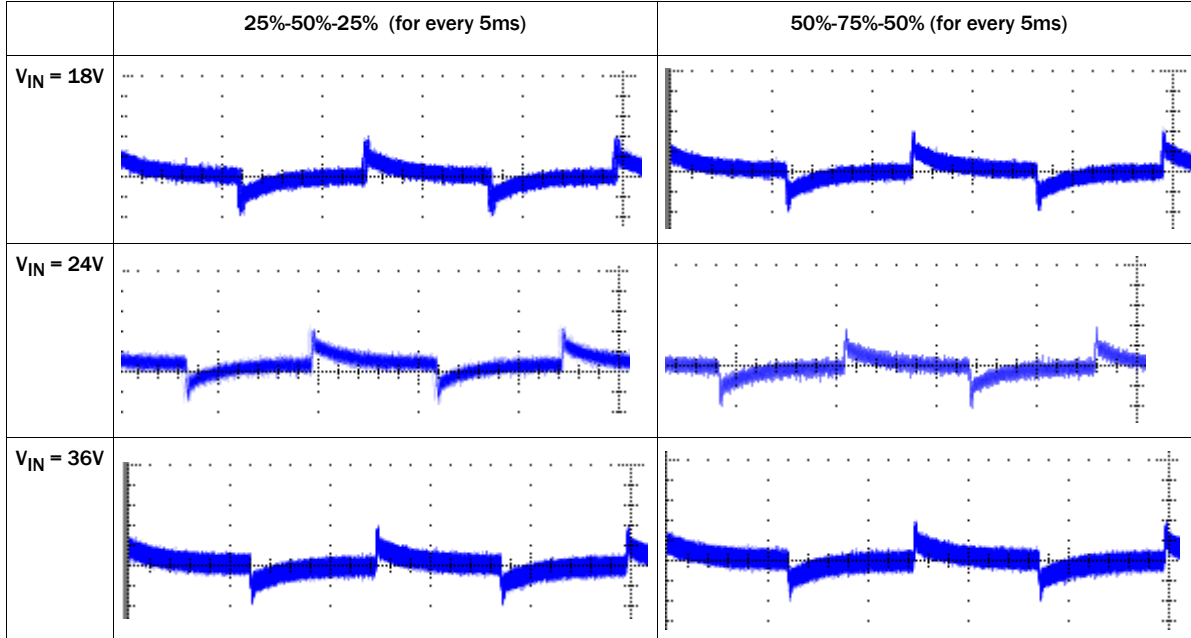 25%-50%-25% (for every 5ms)
50%-75%-50% (for every 5ms)
VIN = 18V
VIN = 24V
VIN = 36V